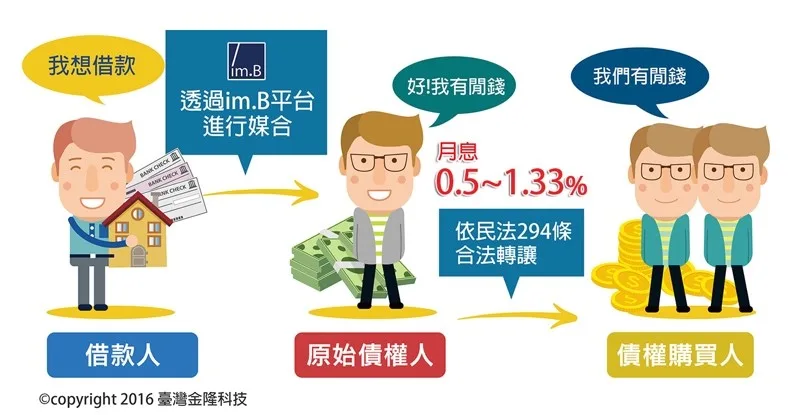 我想借款
im.B
透過im.B平台
進行媒合
好!我有閒錢
我們有閒錢
BANK CHECK
BANK CHECK
BANK CHECK
月息
0.5~1.33%
依民法294條
合法轉讓
借款人
原始債權人
債權購買人
©copyright 2016 臺灣金隆科技